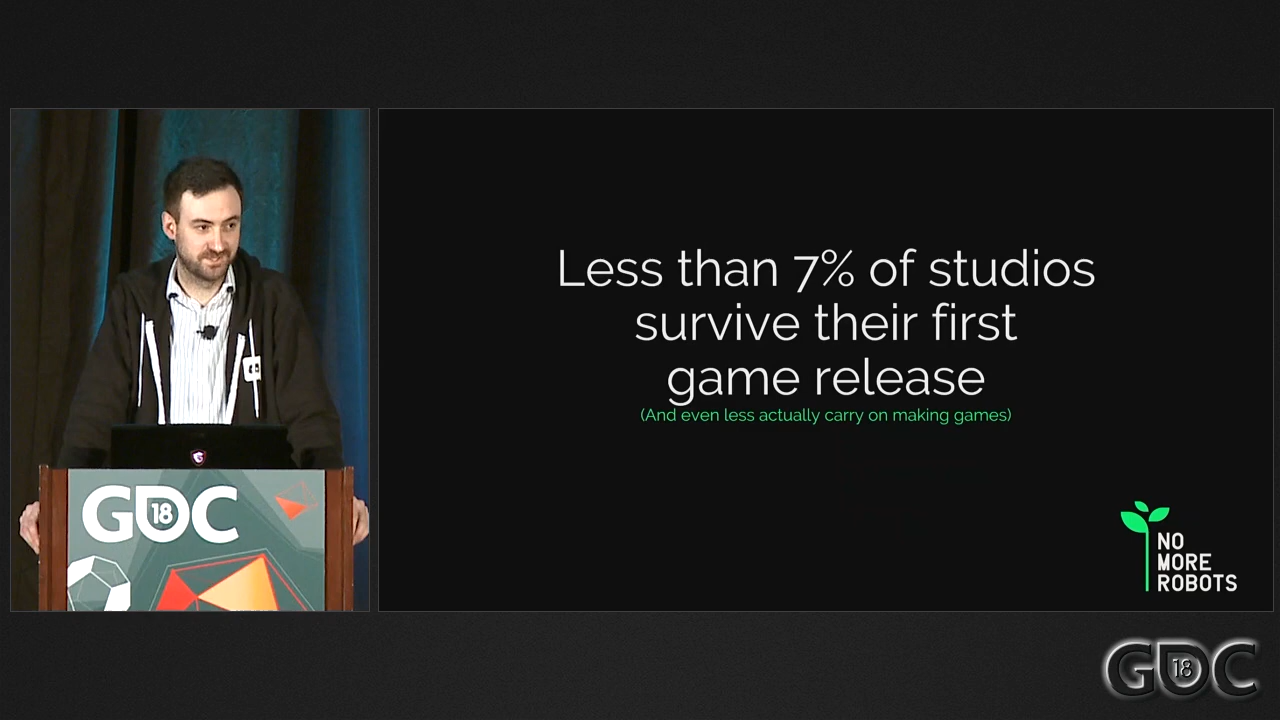 Less than 7% of studios
survive their first
game release
(And even less actually carry on making games)
NO
MORE
ROBOTS
GDC
18
GDC
18